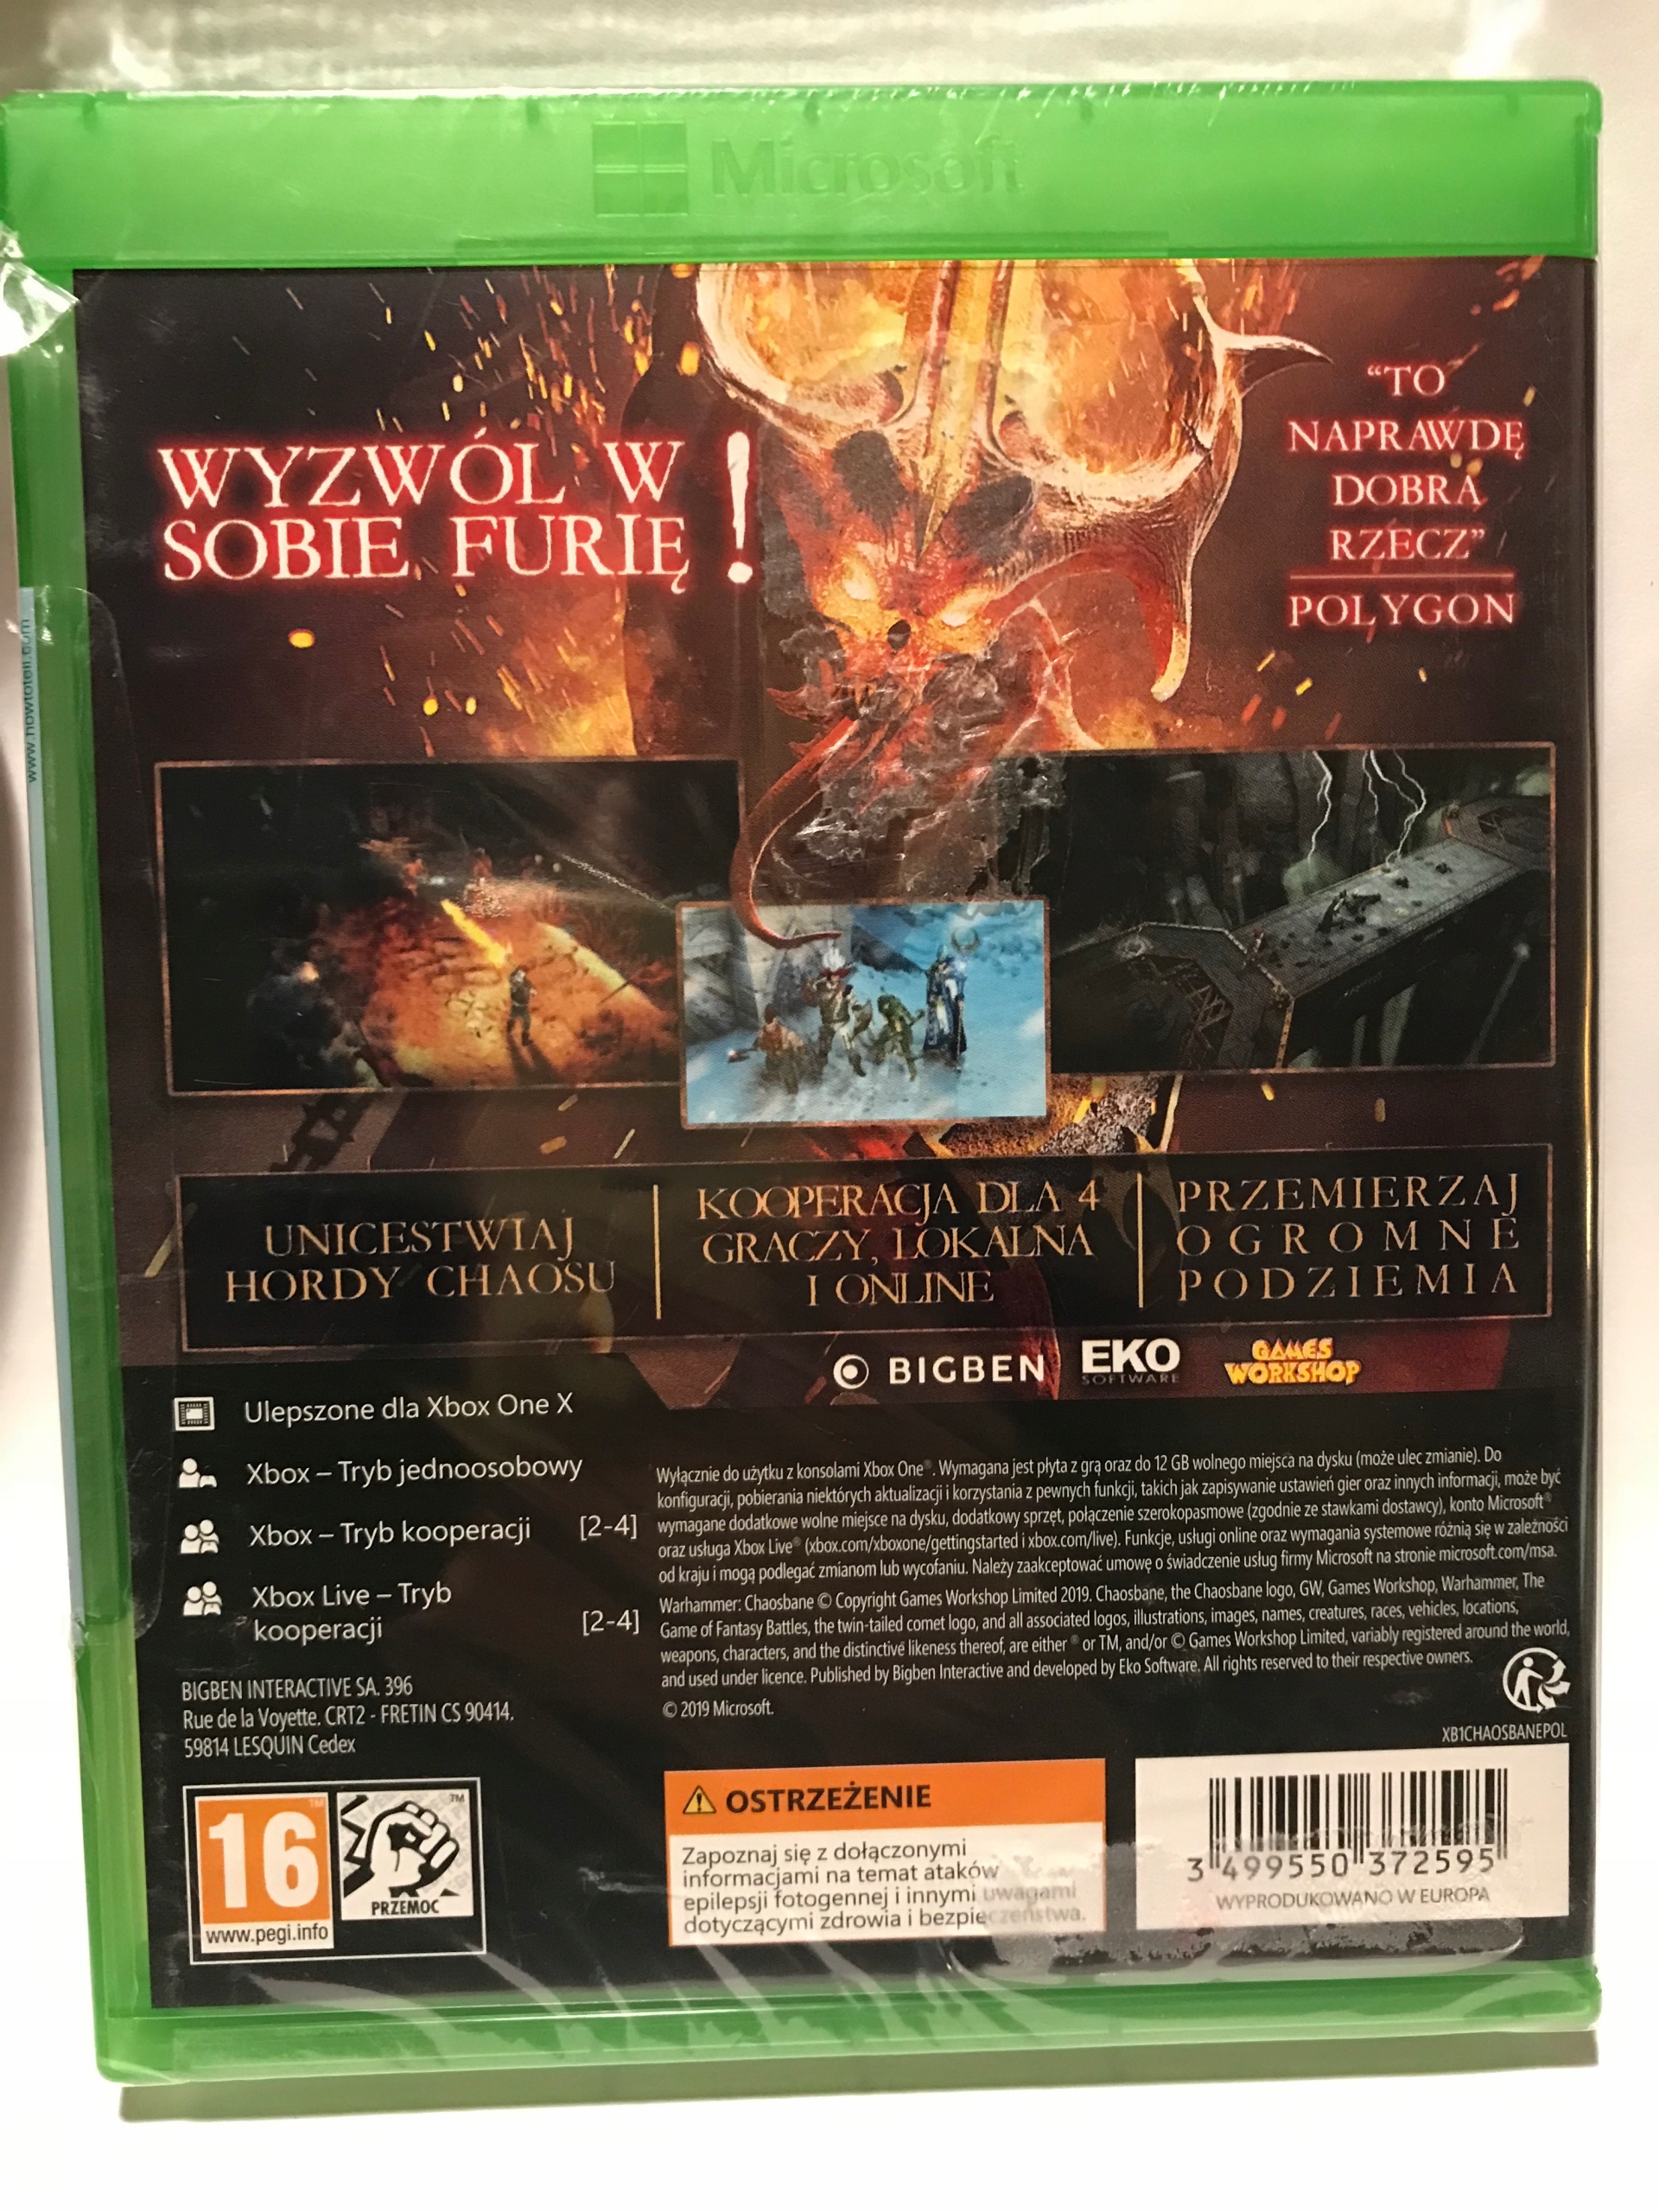 Microsoft
WYZWÓL W
SOBIE FURIĘ !
“TO
NAPRAWDĘ
DOBRA
RZECZ”
POLYGON
UNICESTWIAJ
HORDY CHAOSU
KOOPERACJA DLA 4
GRACZY, LOKALNA
I ONLINE
PRZEMIERZAJ
OGROMNE
PODZIEMIA
BIGBEN
EKO
SOFTWARE
GAMES
WORKSHOP
Ulepszone dla Xbox One X
Xbox – Tryb jednoosobowy
Xbox – Tryb kooperacji [2-4]
Xbox Live – Tryb
kooperacji [2-4]
BIGBEN INTERACTIVE SA. 396
Rue de la Voyette. CRT2 - FRETIN CS 90414.
59814 LESQUIN Cedex
Wyłącznie do użytku z konsolami Xbox One®. Wymagana jest płyta z grą oraz do 12 GB wolnego miejsca na dysku (może ulec zmianie). Do
konfiguracji, pobierania niektórych aktualizacji i korzystania z pewnych funkcji, takich jak zapisywanie ustawień gier oraz innych informacji, może być
wymagane dodatkowe wolne miejsce na dysku, dodatkowy sprzęt, połączenie szerokopasmowe (zgodnie ze stawkami dostawcy), konto Microsoft®
oraz usługa Xbox Live® (xbox.com/xboxone/gettingstarted i xbox.com/live). Funkcje, usługi online oraz wymagania systemowe różnią się w zależności
od kraju i mogą podlegać zmianom lub wycofaniu. Należy zaakceptować umowę o świadczenie usług firmy Microsoft na stronie microsoft.com/msa.
Warhammer: Chaosbane © Copyright Games Workshop Limited 2019. Chaosbane, the Chaosbane logo, GW, Games Workshop, Warhammer, The
Game of Fantasy Battles, the twin-tailed comet logo, and all associated logos, illustrations, images, names, creatures, races, vehicles, locations,
weapons, characters, and the distinctive likeness thereof, are either ® or TM, and/or © Games Workshop Limited, variably registered around the world,
and used under licence. Published by Bigben Interactive and developed by Eko Software. All rights reserved to their respective owners.
© 2019 Microsoft.
XB1CHAOSBANEPOL
16
www.pegi.info
PRZEMOC
™
OSTRZEŻENIE
Zapoznaj się z dołączonymi
informacjami na temat ataków
epilepsji fotogennej i innymi uwagami
dotyczącymi zdrowia i bezpieczeństwa.
3 499550 372595
WYPRODUKOWANO W EUROPA